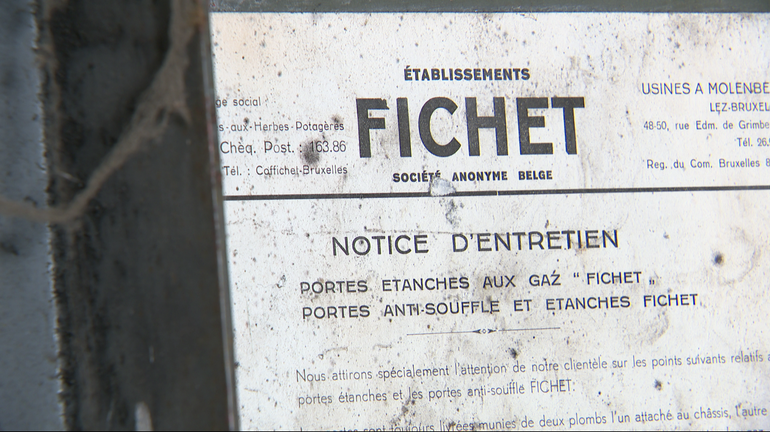 ÉTABLISSEMENTS
FICHET
SOCIÉTÉ ANONYME BELGE
social
s-aux-Herbes-Potagères
Chèq. Post. : 163.86
Tél. : Coffichet-Bruxelles
USINES A MOLENBE
LEZ-BRUXEL
48-50, rue Edm. de Grimbe
Tél. 26.
Reg. du Com. Bruxelles 8
NOTICE D'ENTRETIEN
PORTES ETANCHES AUX GAZ " FICHET „
PORTES ANTI-SOUFFLE ET ETANCHES FICHET.
Nous attirons spécialement l'attention de notre clientèle sur les points suivants relatifs a
portes étanches et les portes anti-souffle FICHET:
sont toujours livrées munies de deux plombs l'un attaché au châssis, l'autre